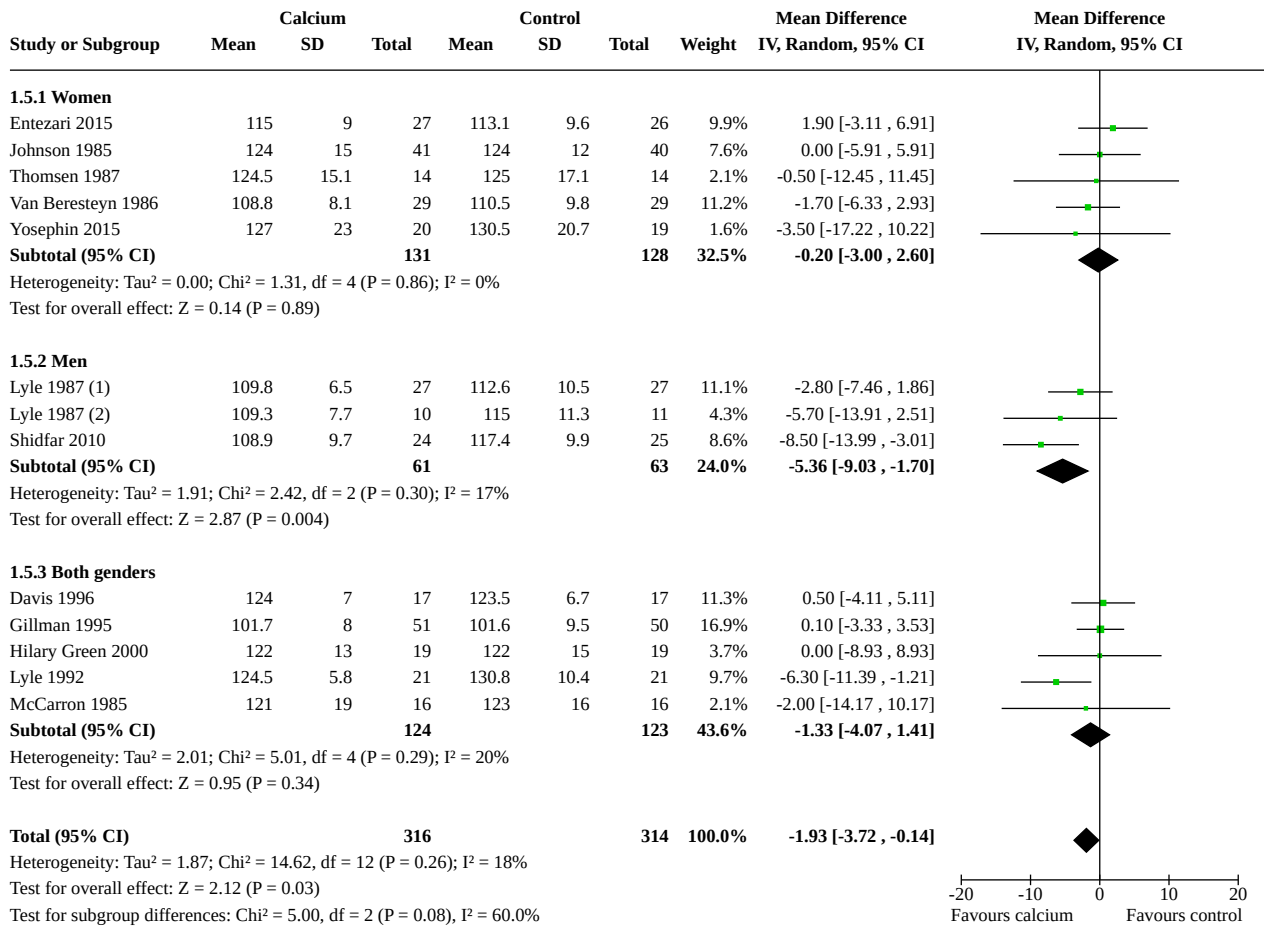 Calcium Control Mean Difference Mean Difference
Study or Subgroup Mean SD Total Mean SD Total Weight IV, Random, 95% CI IV, Random, 95% CI
1.5.1 Women
Entezari 2015 115 9 27 113.1 9.6 26 9.9% 1.90 [-3.11 , 6.91]
Johnson 1985 124 15 41 124 12 40 7.6% 0.00 [-5.91 , 5.91]
Thomsen 1987 124.5 15.1 14 125 17.1 14 2.1% -0.50 [-12.45 , 11.45]
Van Beresteyn 1986 108.8 8.1 29 110.5 9.8 29 11.2% -1.70 [-6.33 , 2.93]
Yosephin 2015 127 23 20 130.5 20.7 19 1.6% -3.50 [-17.22 , 10.22]
Subtotal (95% CI) 131 128 32.5% -0.20 [-3.00 , 2.60]
Heterogeneity: Tau² = 0.00; Chi² = 1.31, df = 4 (P = 0.86); I² = 0%
Test for overall effect: Z = 0.14 (P = 0.89)
1.5.2 Men
Lyle 1987 (1) 109.8 6.5 27 112.6 10.5 27 11.1% -2.80 [-7.46 , 1.86]
Lyle 1987 (2) 109.3 7.7 10 115 11.3 11 4.3% -5.70 [-13.91 , 2.51]
Shidfar 2010 108.9 9.7 24 117.4 9.9 25 8.6% -8.50 [-13.99 , -3.01]
Subtotal (95% CI) 61 63 24.0% -5.36 [-9.03 , -1.70]
Heterogeneity: Tau² = 1.91; Chi² = 2.42, df = 2 (P = 0.30); I² = 17%
Test for overall effect: Z = 2.87 (P = 0.004)
1.5.3 Both genders
Davis 1996 124 7 17 123.5 6.7 17 11.3% 0.50 [-4.11 , 5.11]
Gillman 1995 101.7 8 51 101.6 9.5 50 16.9% 0.10 [-3.33 , 3.53]
Hilary Green 2000 122 13 19 122 15 19 3.7% 0.00 [-8.93 , 8.93]
Lyle 1992 124.5 5.8 21 130.8 10.4 21 9.7% -6.30 [-11.39 , -1.21]
McCarron 1985 121 19 16 123 16 16 2.1% -2.00 [-14.17 , 10.17]
Subtotal (95% CI) 124 123 43.6% -1.33 [-4.07 , 1.41]
Heterogeneity: Tau² = 2.01; Chi² = 5.01, df = 4 (P = 0.29); I² = 20%
Test for overall effect: Z = 0.95 (P = 0.34)
Total (95% CI) 316 314 100.0% -1.93 [-3.72 , -0.14]
Heterogeneity: Tau² = 1.87; Chi² = 14.62, df = 12 (P = 0.26); I² = 18%
Test for overall effect: Z = 2.12 (P = 0.03)
Test for subgroup differences: Chi² = 5.00, df = 2 (P = 0.08), I² = 60.0%
-20 -10 0 10 20
Favours calcium Favours control